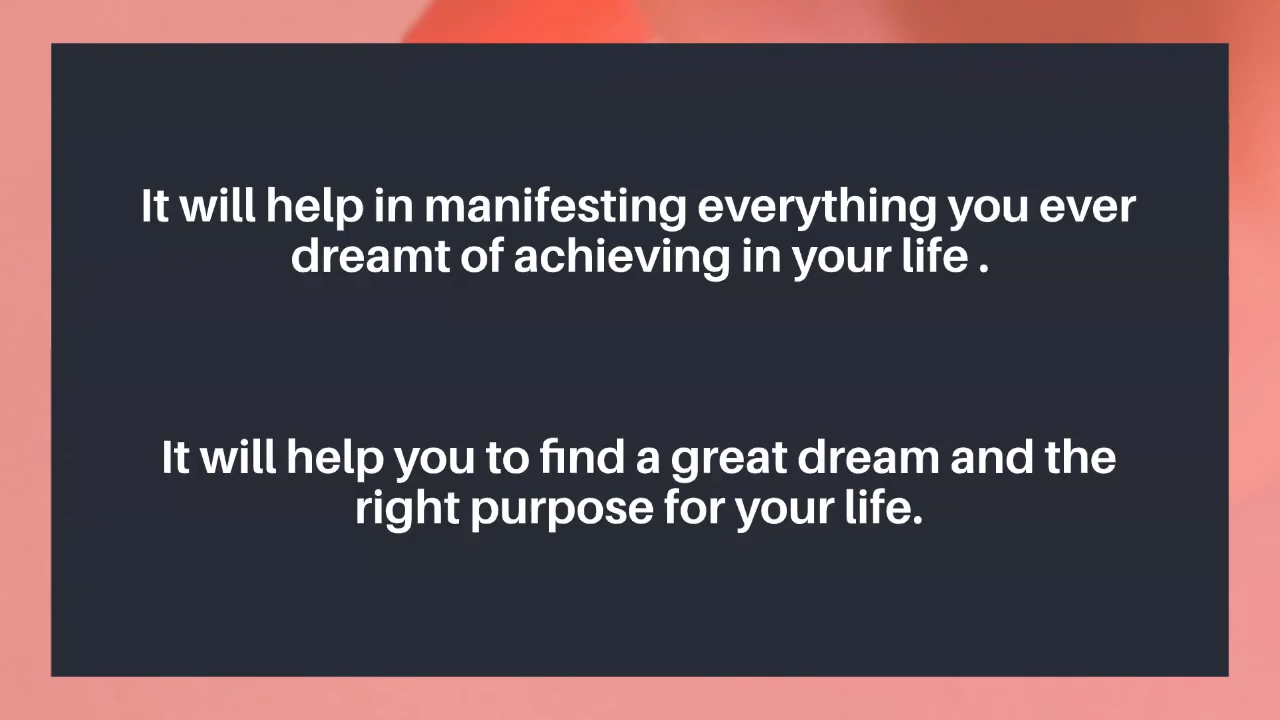 It will help in manifesting everything you ever
dreamt of achieving in your life .
It will help you to find a great dream and the
right purpose for your life.